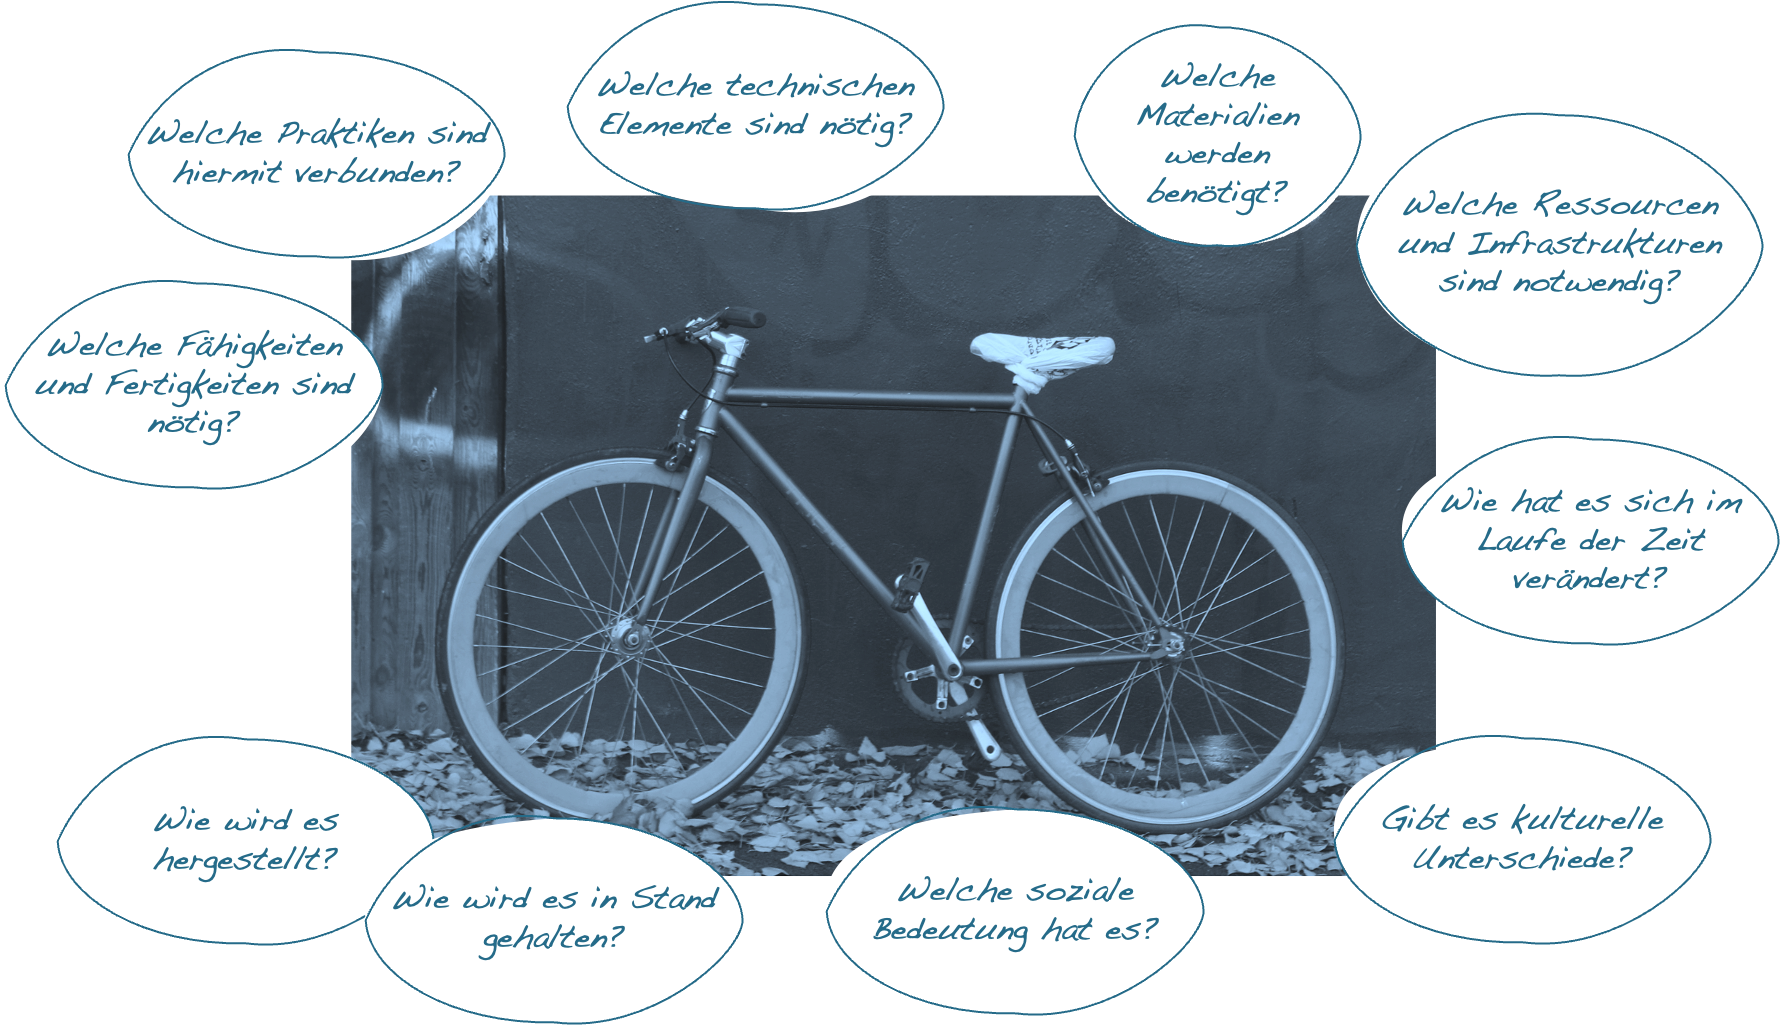 Welche Praktiken sind
hiermit verbunden?
Welche technischen
Elemente sind nötig?
Welche
Materialien
werden
benötigt?
Welche Ressourcen
und Infrastrukturen
sind notwendig?
Welche Fähigkeiten
und Fertigkeiten sind
nötig?
Wie hat es sich im
Laufe der Zeit
verändert?
Wie wird es
hergestellt?
Wie wird es in Stand
gehalten?
Welche soziale
Bedeutung hat es?
Gibt es kulturelle
Unterschiede?